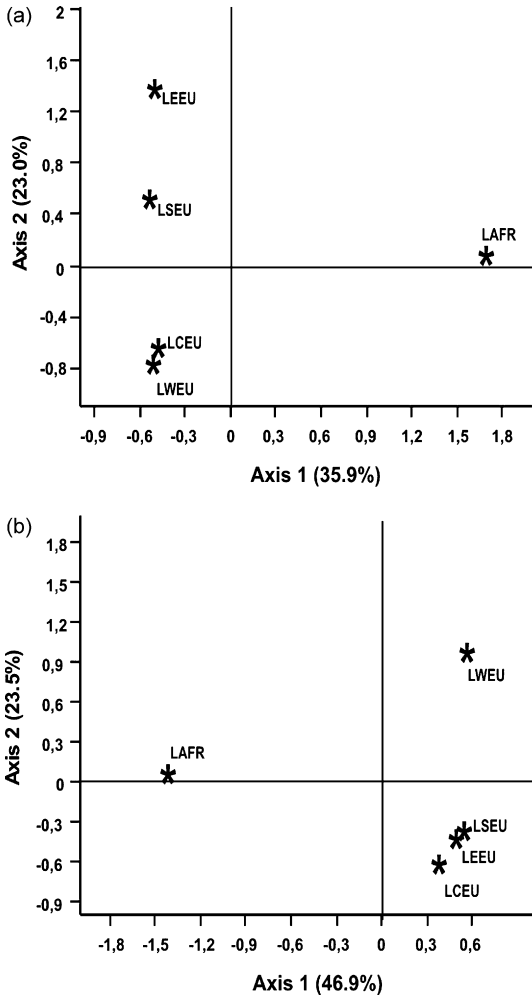 (a)
2
1,6
1,2
0,8
0,4
0
-0,4
-0,8
Axis 2 (23.0%)
LEEU
LSEU
LAFR
LCEU
LWEU
-0,9 -0,6 -0,3 0 0,3 0,6 0,9 1,2 1,5 1,8
Axis 1 (35.9%)
(b)
1,8
1,5
1,2
0,9
0,6
0,3
0
-0,3
-0,6
-0,9
Axis 2 (23.5%)
LWEU
LAFR
LSEU
LEEU
LCEU
-1,8 -1,5 -1,2 -0,9 -0,6 -0,3 0 0,3 0,6
Axis 1 (46.9%)